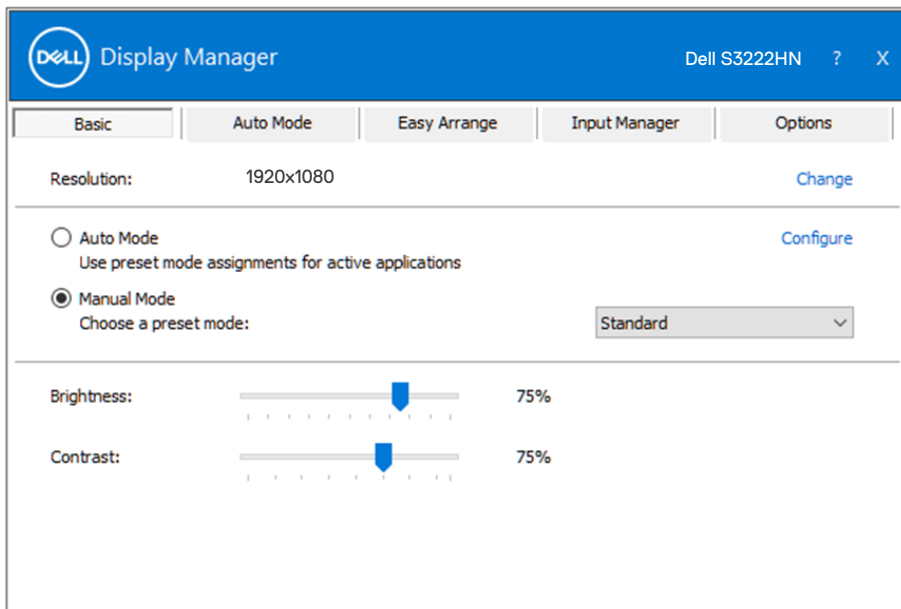 DELL Display Manager Dell S3222HN ? X
Basic Auto Mode Easy Arrange Input Manager Options
Resolution: 1920x1080 Change
Auto Mode Configure
Use preset mode assignments for active applications
Manual Mode
Choose a preset mode: Standard
Brightness: 75%
Contrast: 75%